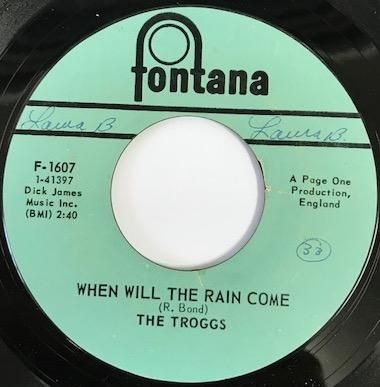 fontana
Laura B
Laura B.
F-1607
1-41397
Dick James
Music Inc.
(BMI) 2:40
A Page One
Production,
England
33
WHEN WILL THE RAIN COME
(R. Bond)
THE TROGGS